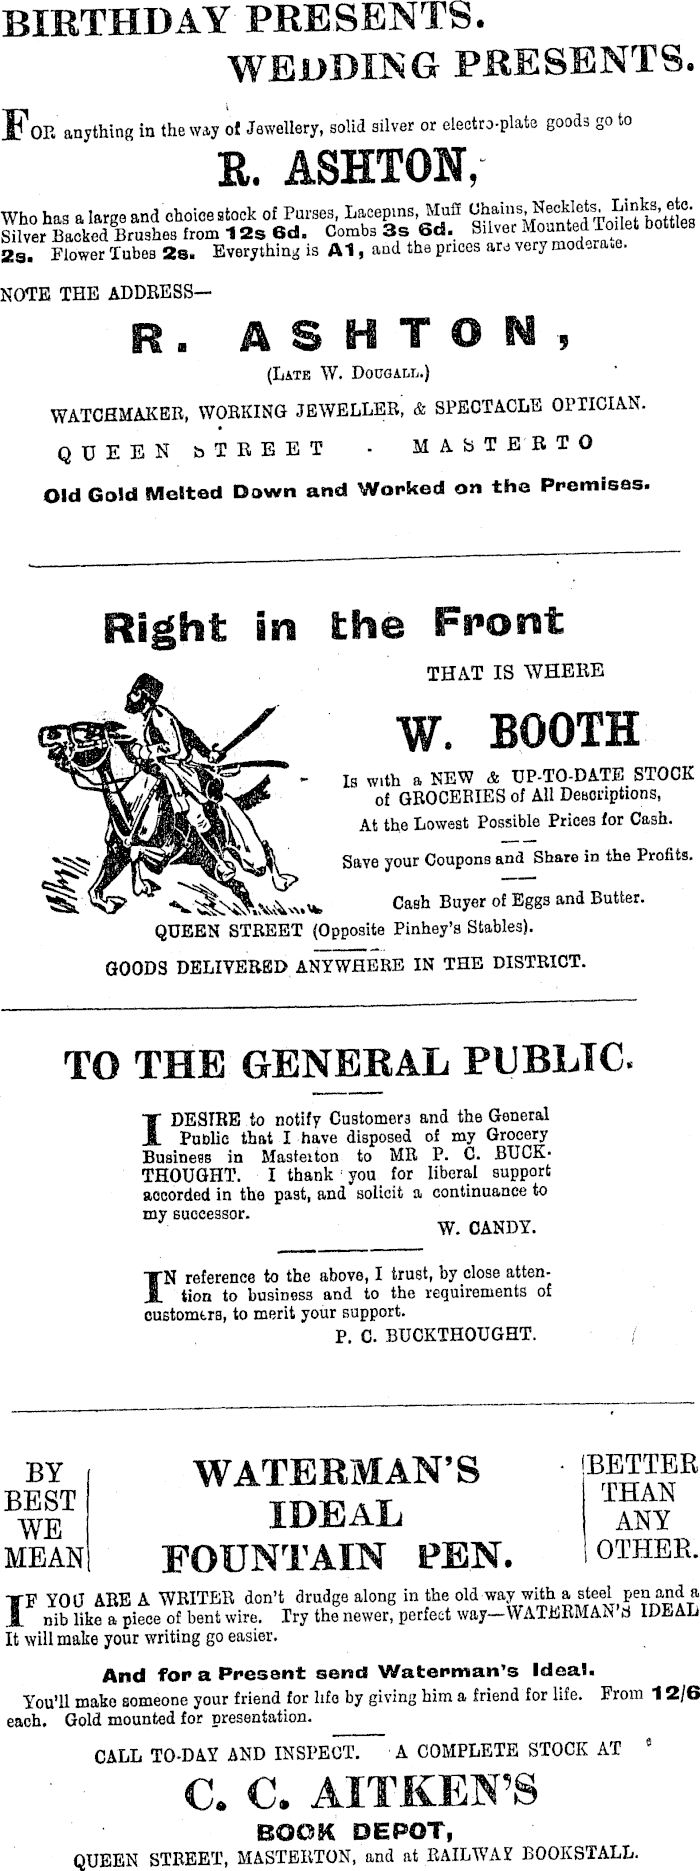 BIRTHDAY PRESENTS.
WEDDING PRESENTS.
FOR anything in the way of Jewellery, solid silver or electro-plate goods go to
R. ASHTON,
Who has a large and choice stock of Purses, Lacepins, Muff Chains, Necklets, Links, etc.
Silver Backed Brushes from 12s 6d. Combs 3s 6d. Silver Mounted Toilet bottles
2s. Flower Tubes 2s. Everything is A1, and the prices are very moderate.
NOTE THE ADDRESS—
R. ASHTON,
(LATE W. DOUGALL.)
WATCHMAKER, WORKING JEWELLER, & SPECTACLE OPTICIAN.
QUEEN STREET - MASTERTO
Old Gold Melted Down and Worked on the Premises.
Right in the Front
THAT IS WHERE
W. BOOTH
Is with a NEW & UP-TO-DATE STOCK
of GROCERIES of All Descriptions,
At the Lowest Possible Prices for Cash.
Save your Coupons and Share in the Profits.
Cash Buyer of Eggs and Butter.
QUEEN STREET (Opposite Pinhey's Stables).
GOODS DELIVERED ANYWHERE IN THE DISTRICT.
TO THE GENERAL PUBLIC.
I DESIRE to notify Customers and the General
Public that I have disposed of my Grocery
Business in Masterton to MR P. C. BUCK-
THOUGHT. I thank you for liberal support
accorded in the past, and solicit a continuance to
my successor.
W. CANDY.
IN reference to the above, I trust, by close atten-
tion to business and to the requirements of
customers, to merit your support.
P. C. BUCKTHOUGHT.
BY
BEST
WE
MEAN
WATERMAN'S
IDEAL
FOUNTAIN PEN.
BETTER
THAN
ANY
OTHER.
IF YOU ARE A WRITER don't drudge along in the old way with a steel pen and a
nib like a piece of bent wire. Try the newer, perfect way—WATERMAN'S IDEAL
It will make your writing go easier.
And for a Present send Waterman's Ideal.
You'll make someone your friend for life by giving him a friend for life. From 12/6
each. Gold mounted for presentation.
CALL TO-DAY AND INSPECT. A COMPLETE STOCK AT
C. C. AITKEN'S
BOOK DEPOT,
QUEEN STREET, MASTERTON, and at RAILWAY BOOKSTALL.